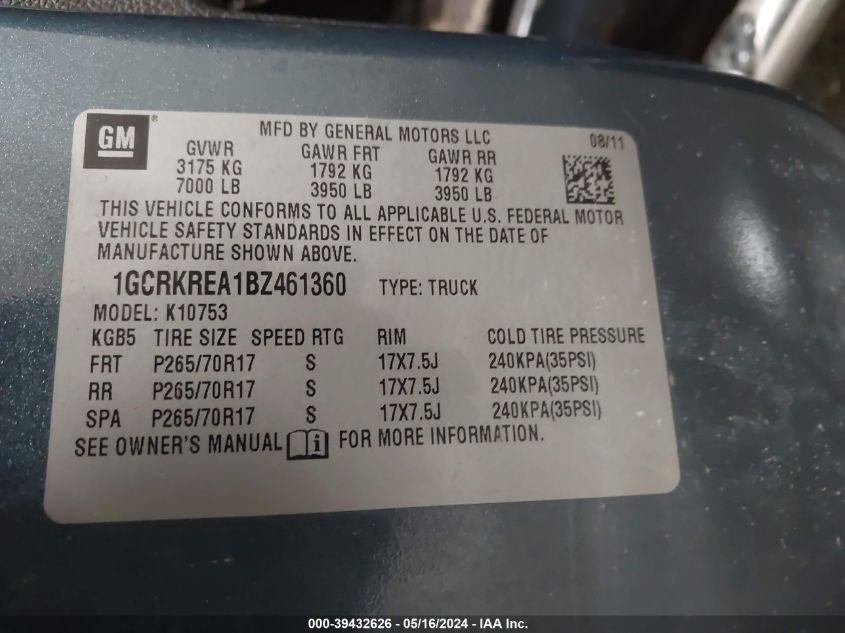 GM ®
MFD BY GENERAL MOTORS LLC 08/11
GVWR GAWR FRT GAWR RR
3175 KG 1792 KG 1792 KG
7000 LB 3950 LB 3950 LB
THIS VEHICLE CONFORMS TO ALL APPLICABLE U.S. FEDERAL MOTOR
VEHICLE SAFETY STANDARDS IN EFFECT ON THE DATE OF
MANUFACTURE SHOWN ABOVE.
1GCRKREA1BZ461360 TYPE: TRUCK
MODEL: K10753
KGB5 TIRE SIZE SPEED RTG RIM COLD TIRE PRESSURE
FRT P265/70R17 S 17X7.5J 240KPA(35PSI)
RR P265/70R17 S 17X7.5J 240KPA(35PSI)
SPA P265/70R17 S 17X7.5J 240KPA(35PSI)
SEE OWNER'S MANUAL i FOR MORE INFORMATION.
000-39432626 - 05/16/2024 - IAA Inc.